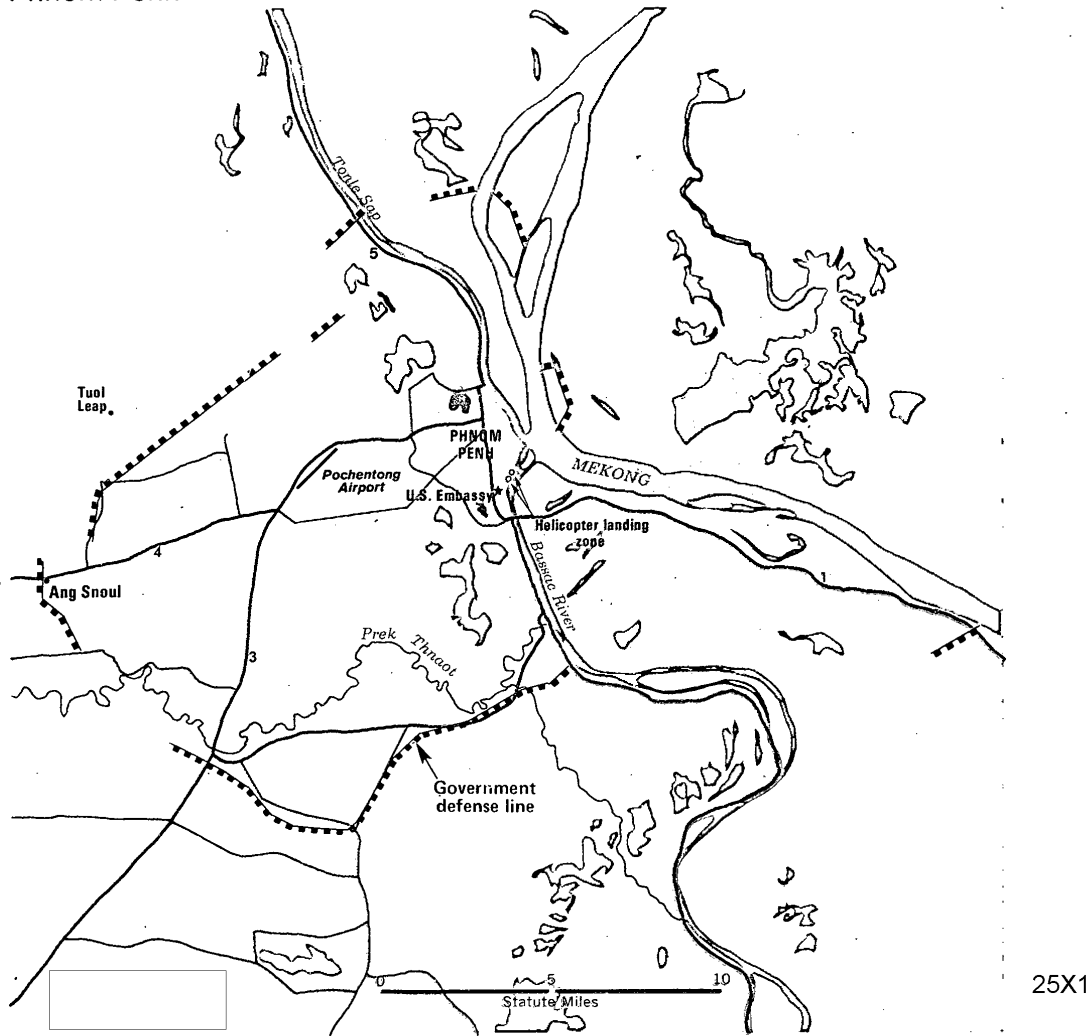 Tonle Sap
5
Tuol
Leap
PHNOM
PENH
Pochentong
Airport
U.S. Embassy
MEKONG
Helicopter landing
zone
4
Bassac River
1
Ang Snoul
Prek Thnaot
3
Government
defense line
0 5 10
Statute Miles
25X1